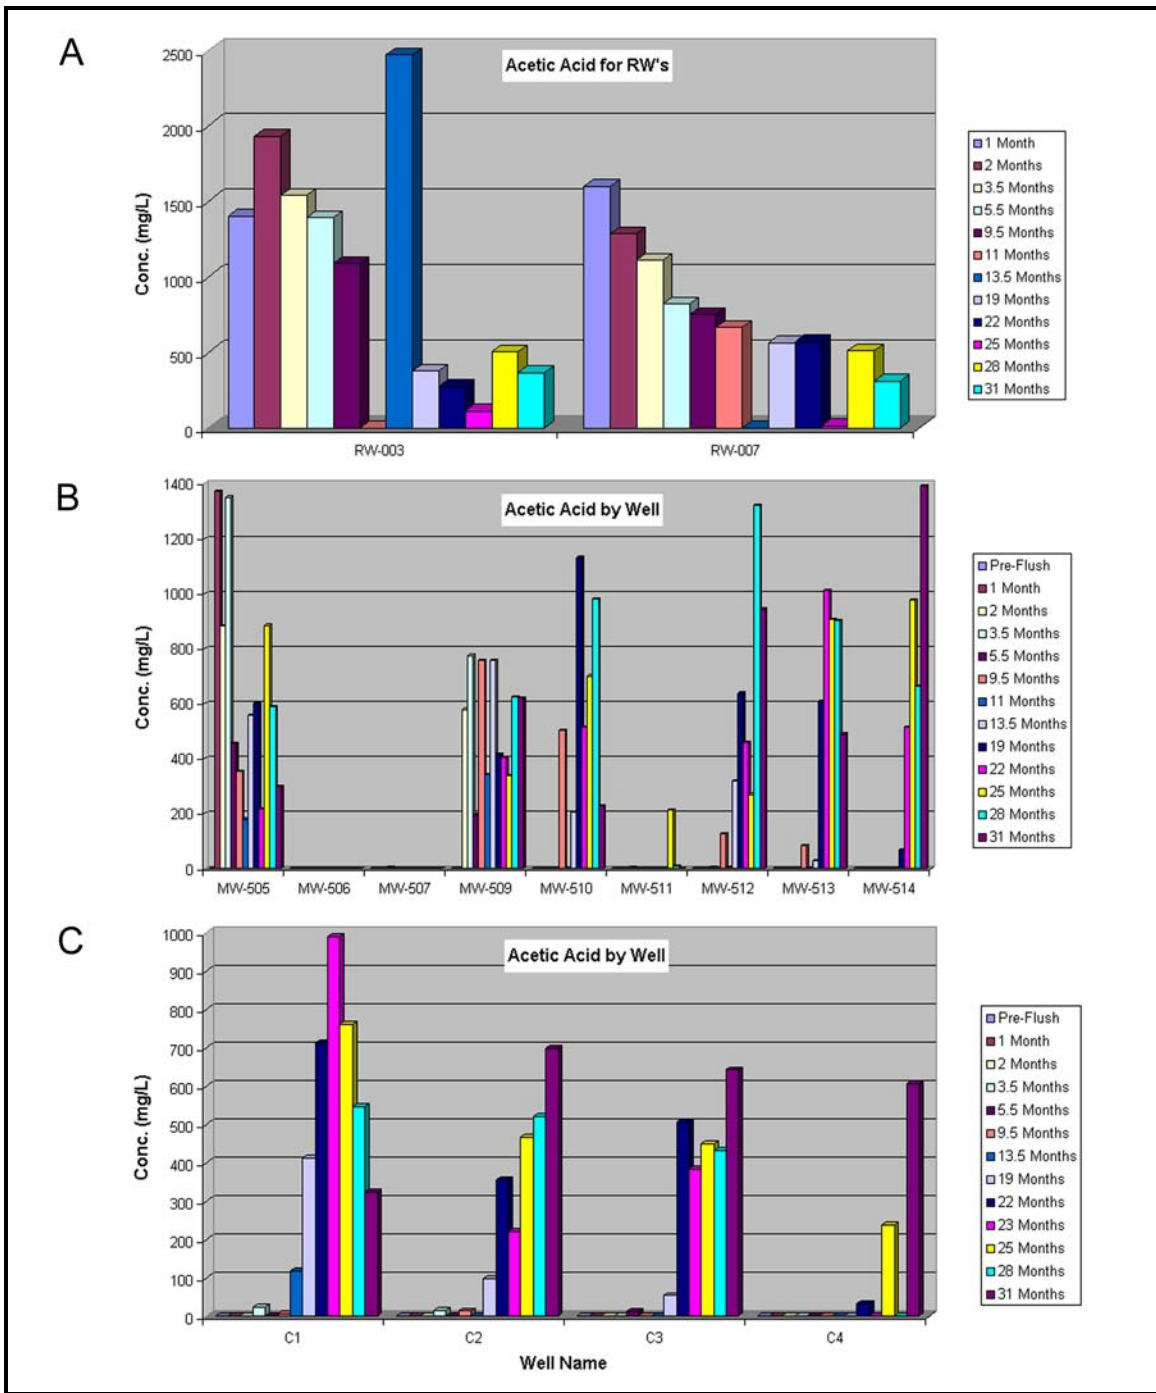 A
Acetic Acid for RW's
2500
2000
1500
1000
500
0
Conc. (mg/L)
RW-003 RW-007
1 Month
2 Months
3.5 Months
5.5 Months
9.5 Months
11 Months
13.5 Months
19 Months
22 Months
25 Months
28 Months
31 Months
B
Acetic Acid by Well
1400
1200
1000
800
600
400
200
0
Conc. (mg/L)
MW-505 MW-506 MW-507 MW-509 MW-510 MW-511 MW-512 MW-513 MW-514
Pre-Flush
1 Month
2 Months
3.5 Months
5.5 Months
9.5 Months
11 Months
13.5 Months
19 Months
22 Months
25 Months
28 Months
31 Months
C
Acetic Acid by Well
1000
900
800
700
600
500
400
300
200
100
0
Conc. (mg/L)
C1 C2 C3 C4
Well Name
Pre-Flush
1 Month
2 Months
3.5 Months
5.5 Months
9.5 Months
13.5 Months
19 Months
22 Months
23 Months
25 Months
28 Months
31 Months